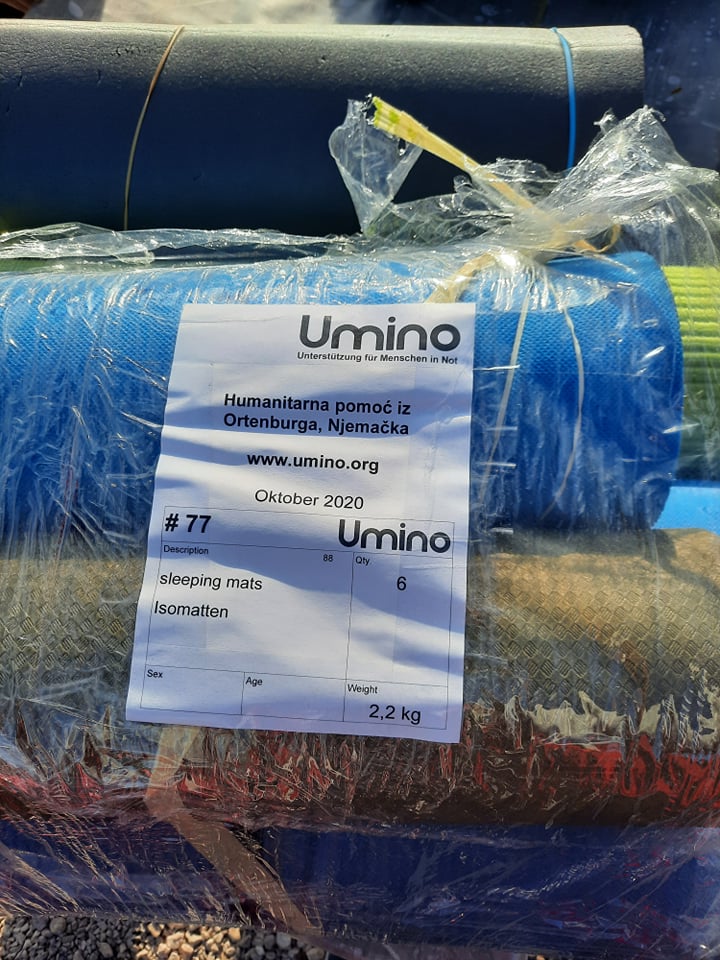 Umino
Unterstützung für Menschen in Not
Humanitarna pomoć iz
Ortenburga, Njemačka
www.umino.org
Oktober 2020
# 77
Umino
Description
88
Qty
sleeping mats
6
Isomatten
Sex
Age
Weight
2,2 kg